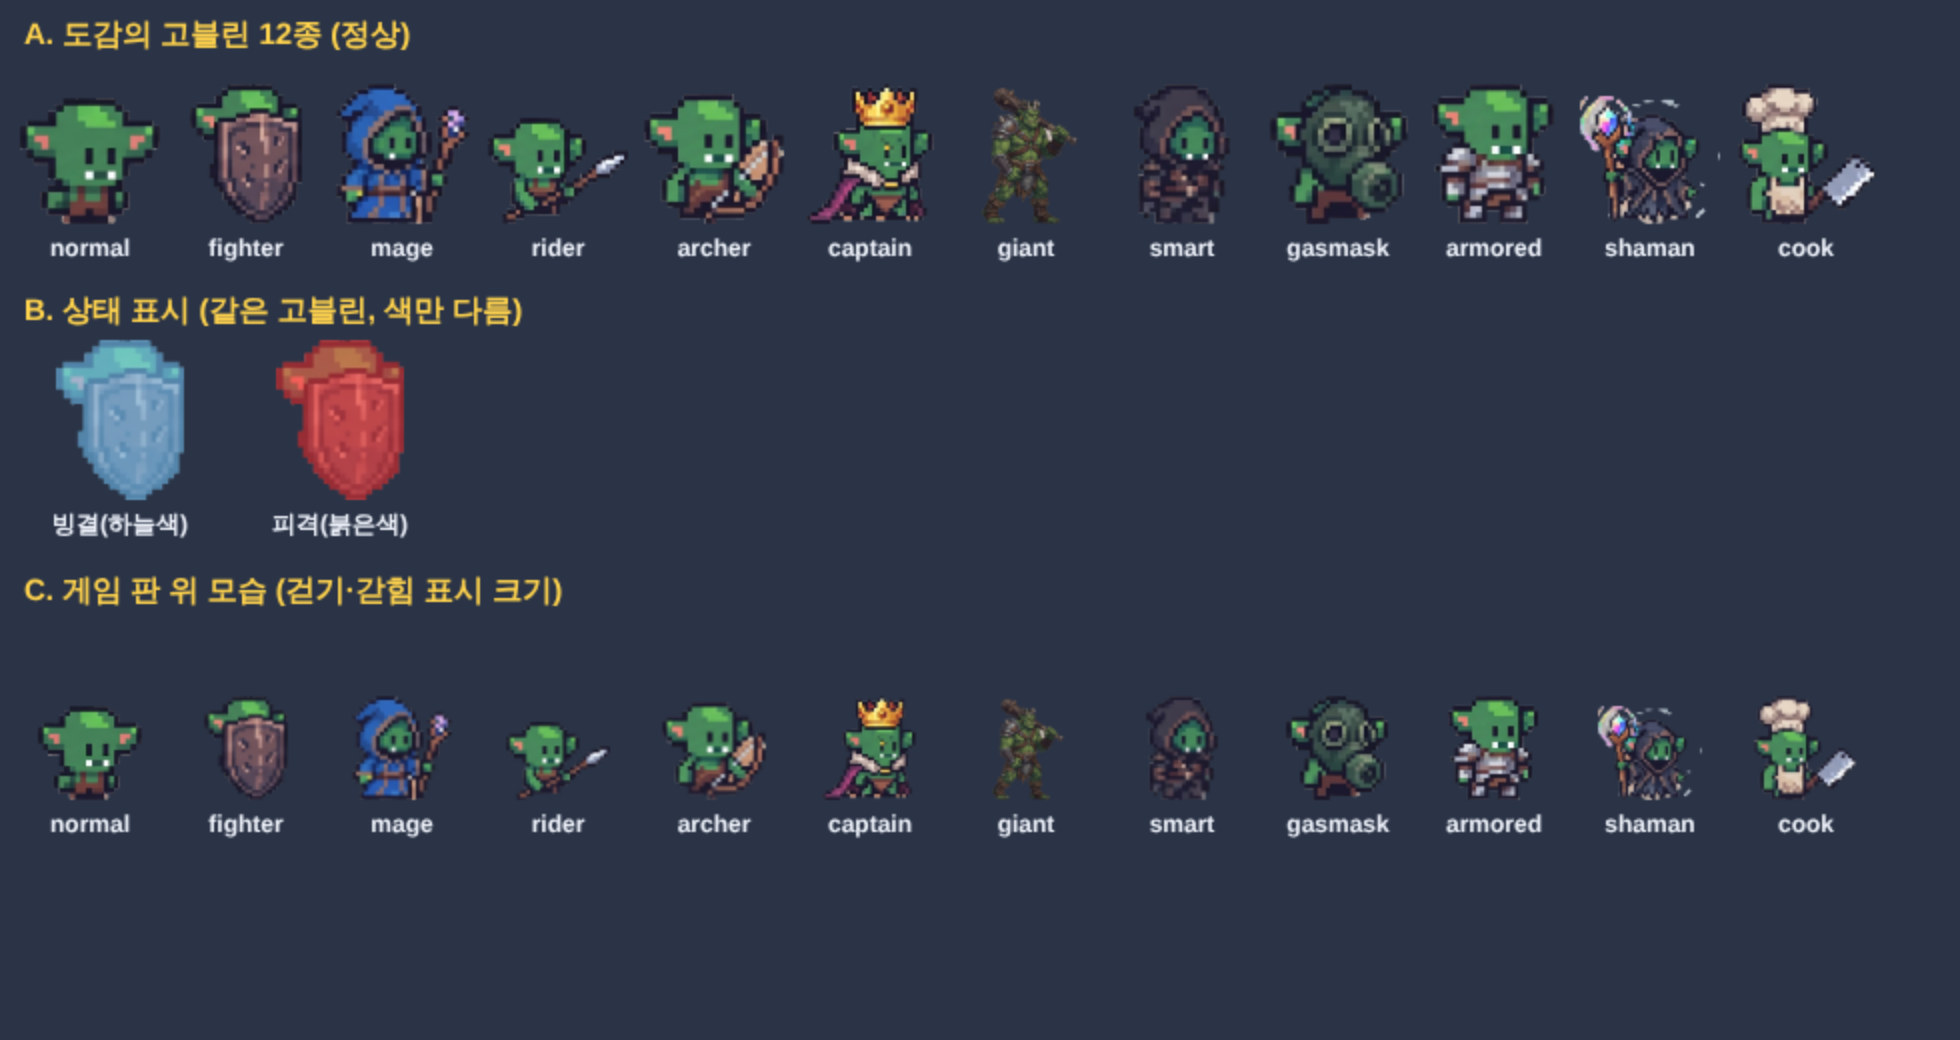 A. 도감의 고블린 12종 (정상)
normal fighter mage rider archer captain giant smart gasmask armored shaman cook
B. 상태 표시 (같은 고블린, 색만 다름)
빙결(하늘색) 피격(붉은색)
C. 게임 판 위 모습 (걷기·갇힘 표시 크기)
normal fighter mage rider archer captain giant smart gasmask armored shaman cook